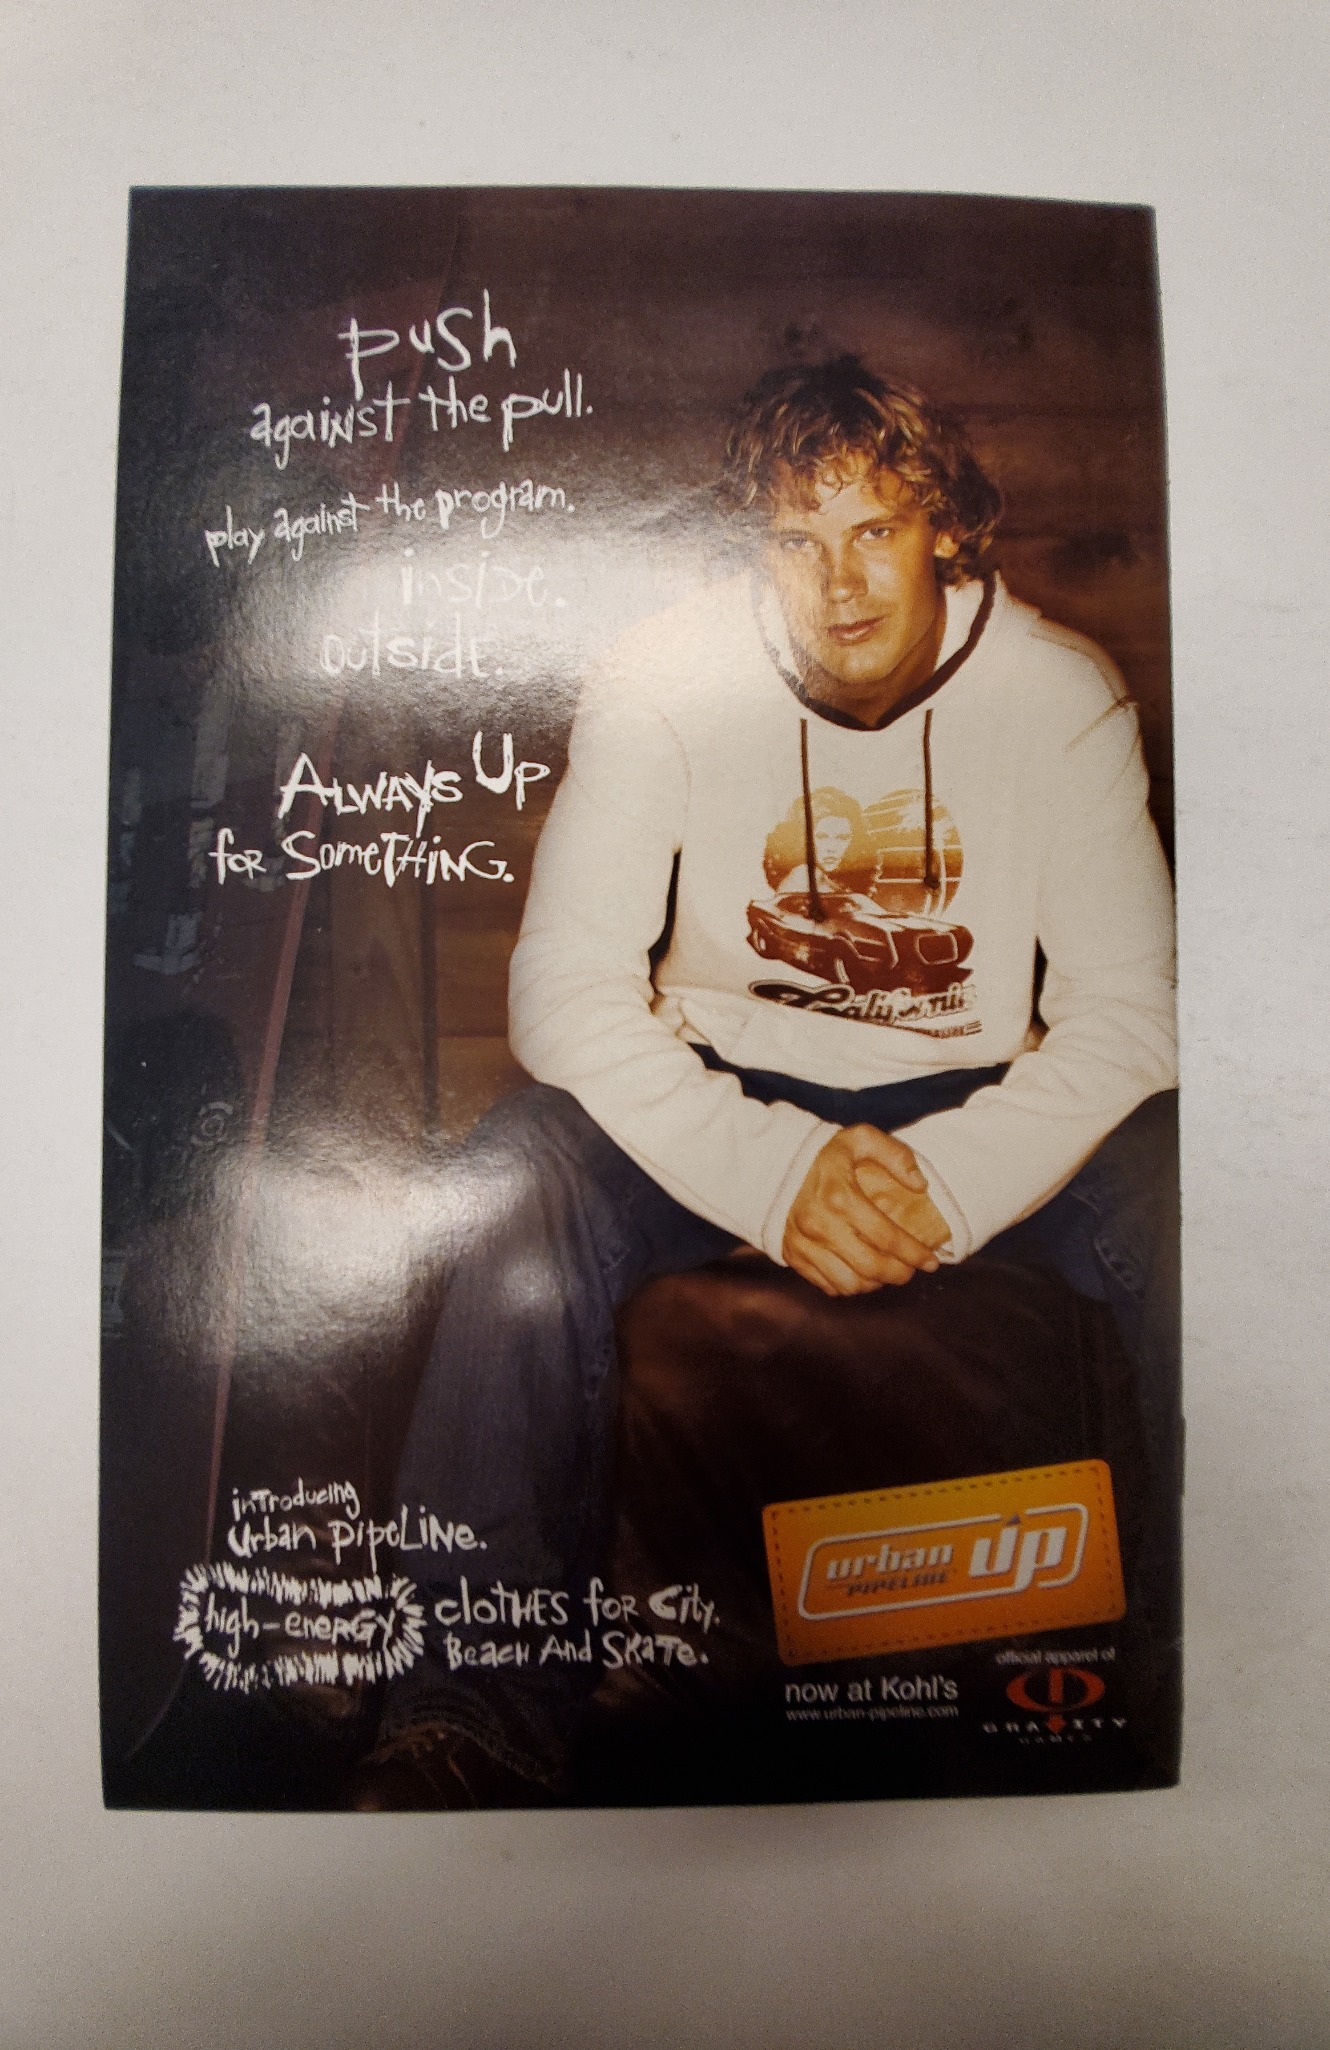 push
against the pull.
play against the program.
inside.
outside.
Always Up
for Something.
California
introducing
urban pipeline.
high-energy clothes for City.
Beach And Skate.
urban UP
PIPELINE
now at Kohl's
www.urban-pipeline.com
official apparel of
GRAVITY
GAMES